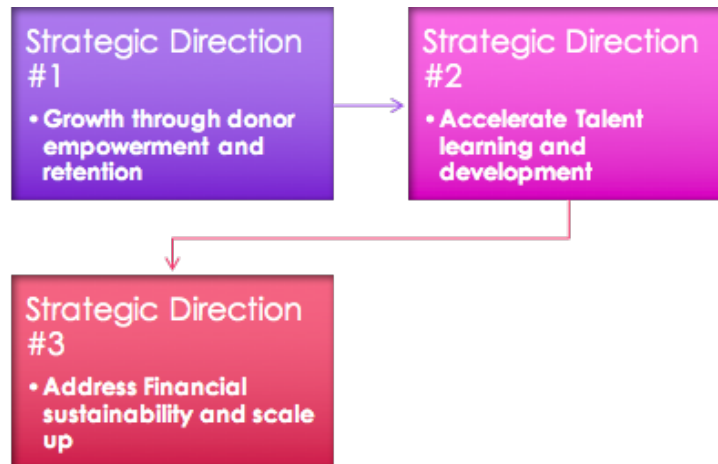 Strategic Direction
#1
• Growth through donor
empowerment and
retention
Strategic Direction
#2
• Accelerate Talent
learning and
development
Strategic Direction
#3
• Address Financial
sustainability and scale
up